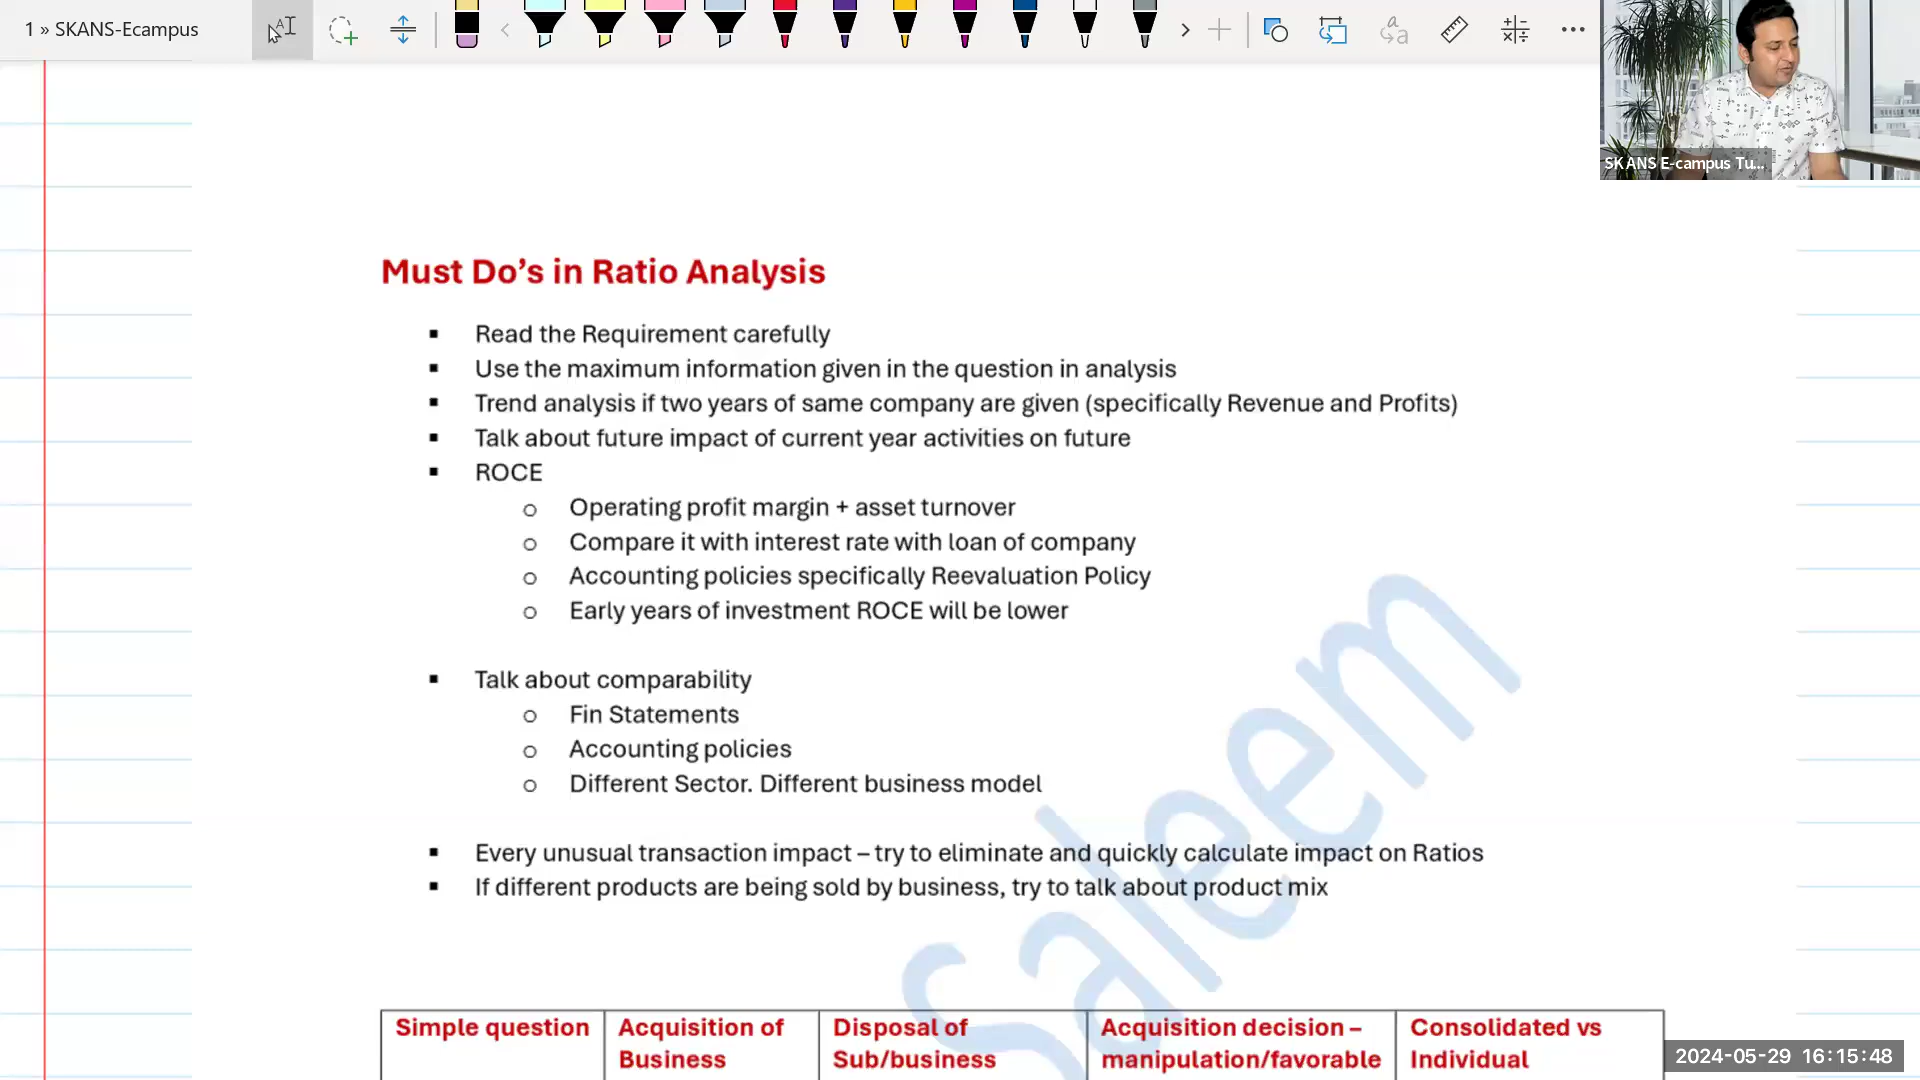 1 » SKANS-Ecampus
SKANS E-campus Tu...
Must Do’s in Ratio Analysis
▪ Read the Requirement carefully
▪ Use the maximum information given in the question in analysis
▪ Trend analysis if two years of same company are given (specifically Revenue and Profits)
▪ Talk about future impact of current year activities on future
▪ ROCE
o Operating profit margin + asset turnover
o Compare it with interest rate with loan of company
o Accounting policies specifically Reevaluation Policy
o Early years of investment ROCE will be lower
▪ Talk about comparability
o Fin Statements
o Accounting policies
o Different Sector. Different business model
▪ Every unusual transaction impact – try to eliminate and quickly calculate impact on Ratios
▪ If different products are being sold by business, try to talk about product mix
Saleem
Simple question
Acquisition of
Business
Disposal of
Sub/business
Acquisition decision –
manipulation/favorable
Consolidated vs
Individual
2024-05-29 16:15:48